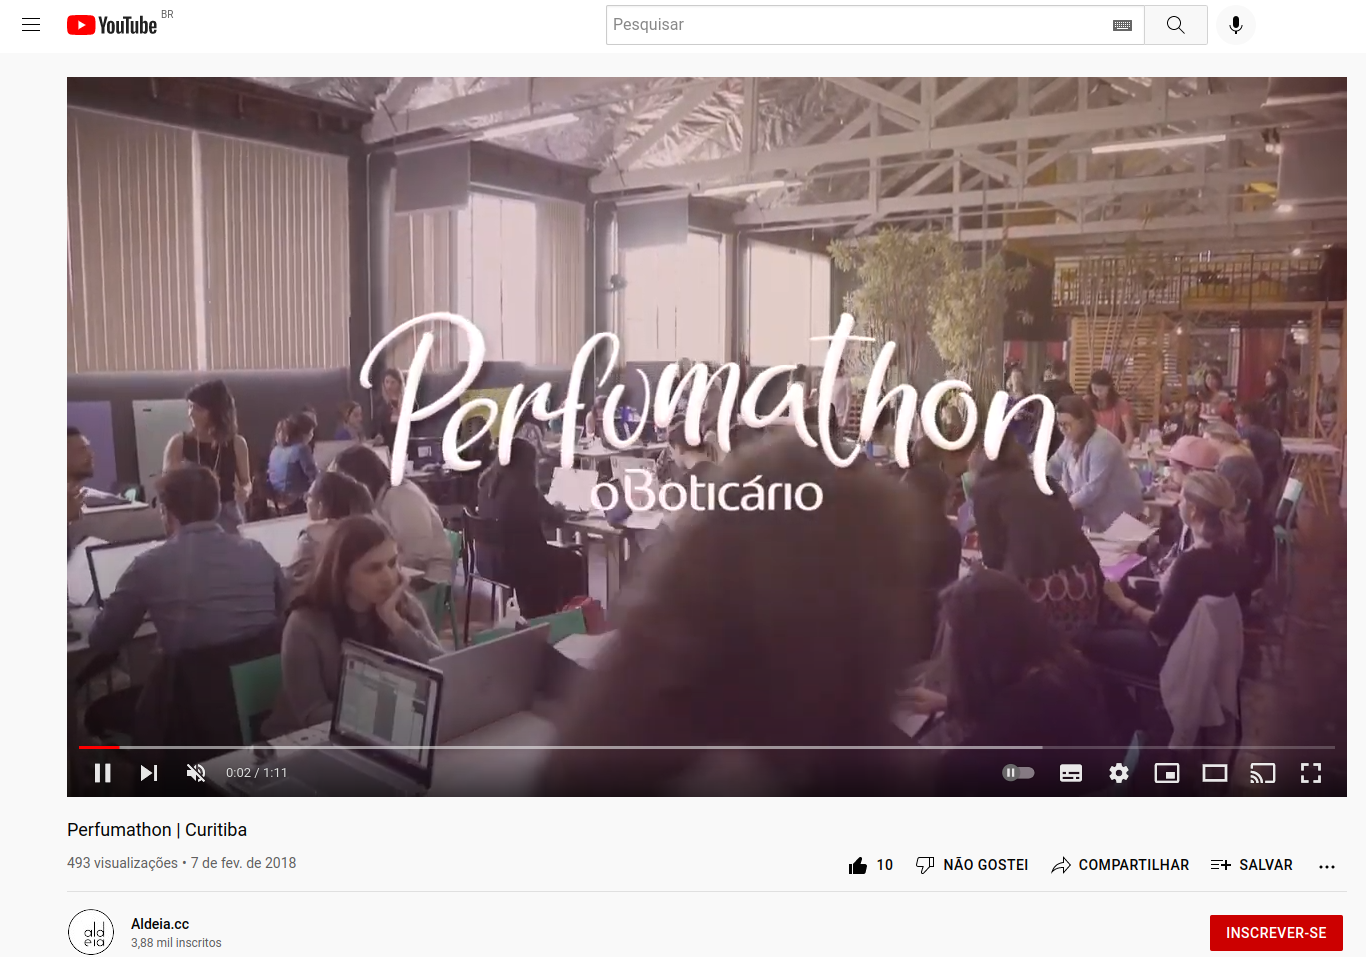 YouTube BR
Pesquisar
Perfumathon
oBoticário
0:02 / 1:11
Perfumathon | Curitiba
493 visualizações • 7 de fev. de 2018
10 NÃO GOSTEI COMPARTILHAR SALVAR ...
ald
eia
Aldeia.cc
3,88 mil inscritos
INSCREVER-SE